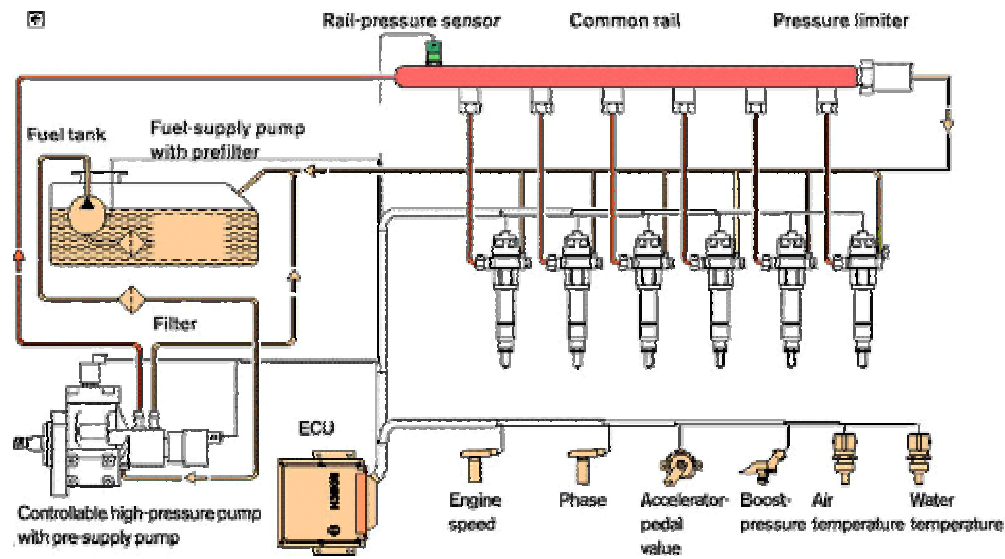 Rail-pressure sensor
Common rail
Pressure limiter
Fuel tank
Fuel-supply pump
with prefilter
Filter
ECU
BOSCH
Controllable high-pressure pump
with pre-supply pump
Engine
speed
Phase
Accelerator-
pedal
value
Boost-
pressure
Air
temperature
Water
temperature